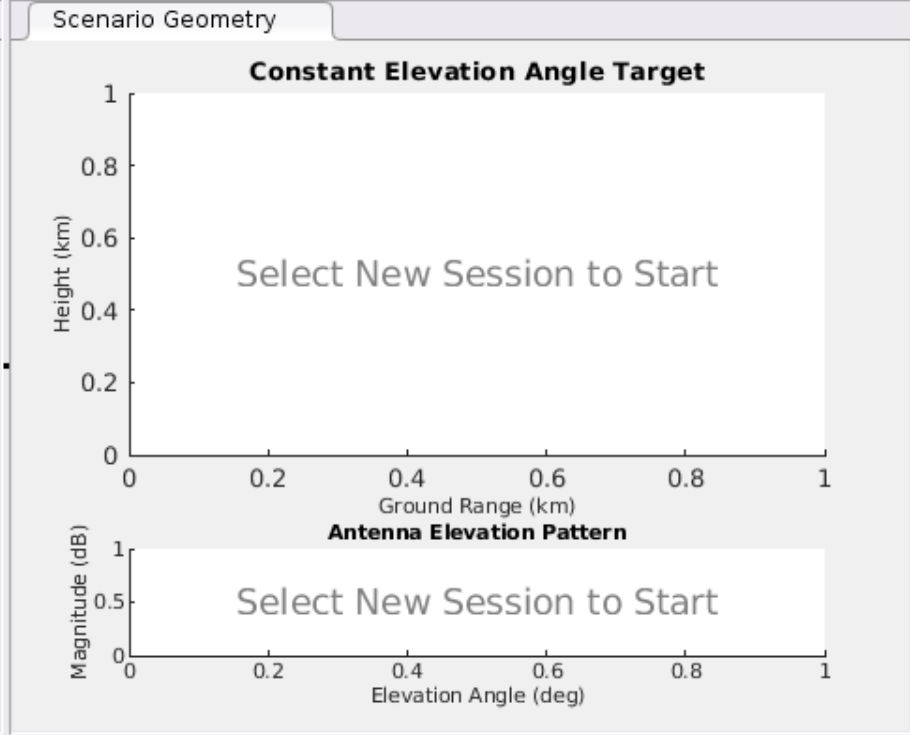 Scenario Geometry
Constant Elevation Angle Target
1
0.8
0.6
0.4
0.2
0
Height (km)
Select New Session to Start
0 0.2 0.4 0.6 0.8 1
Ground Range (km)
Antenna Elevation Pattern
1
0.5
0
Magnitude (dB)
Select New Session to Start
0 0.2 0.4 0.6 0.8 1
Elevation Angle (deg)